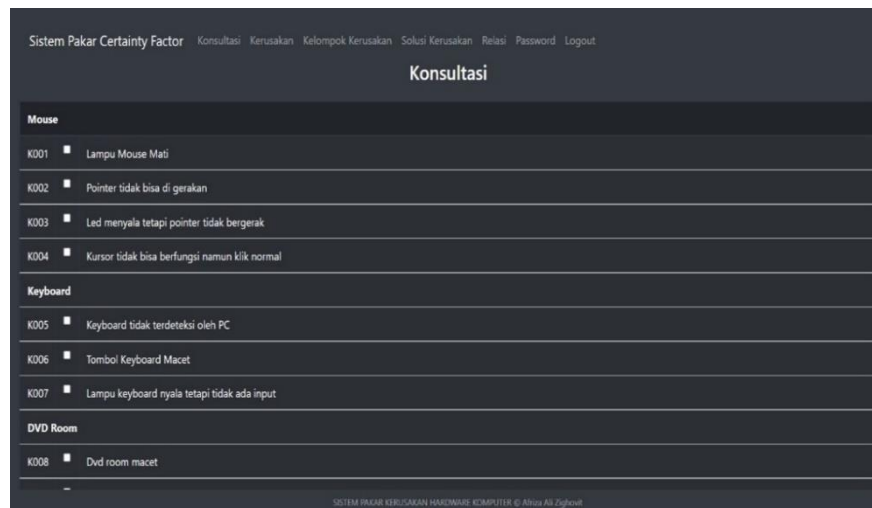 Sistem Pakar Certainty Factor Konsultasi Kerusakan Kelompok Kerusakan Solusi Kerusakan Relasi Password Logout
Konsultasi
Mouse
K001 Lampu Mouse Mati
K002 Pointer tidak bisa di gerakan
K003 Led menyala tetapi pointer tidak bergerak
K004 Kursor tidak bisa berfungsi namun klik normal
Keyboard
K005 Keyboard tidak terdeteksi oleh PC
K006 Tombol Keyboard Macet
K007 Lampu keyboard nyala tetapi tidak ada input
DVD Room
K008 Dvd room macet
SISTEM PAKAR KERUSAKAN HARDWARE KOMPUTER © Afriza Ali Zighovit